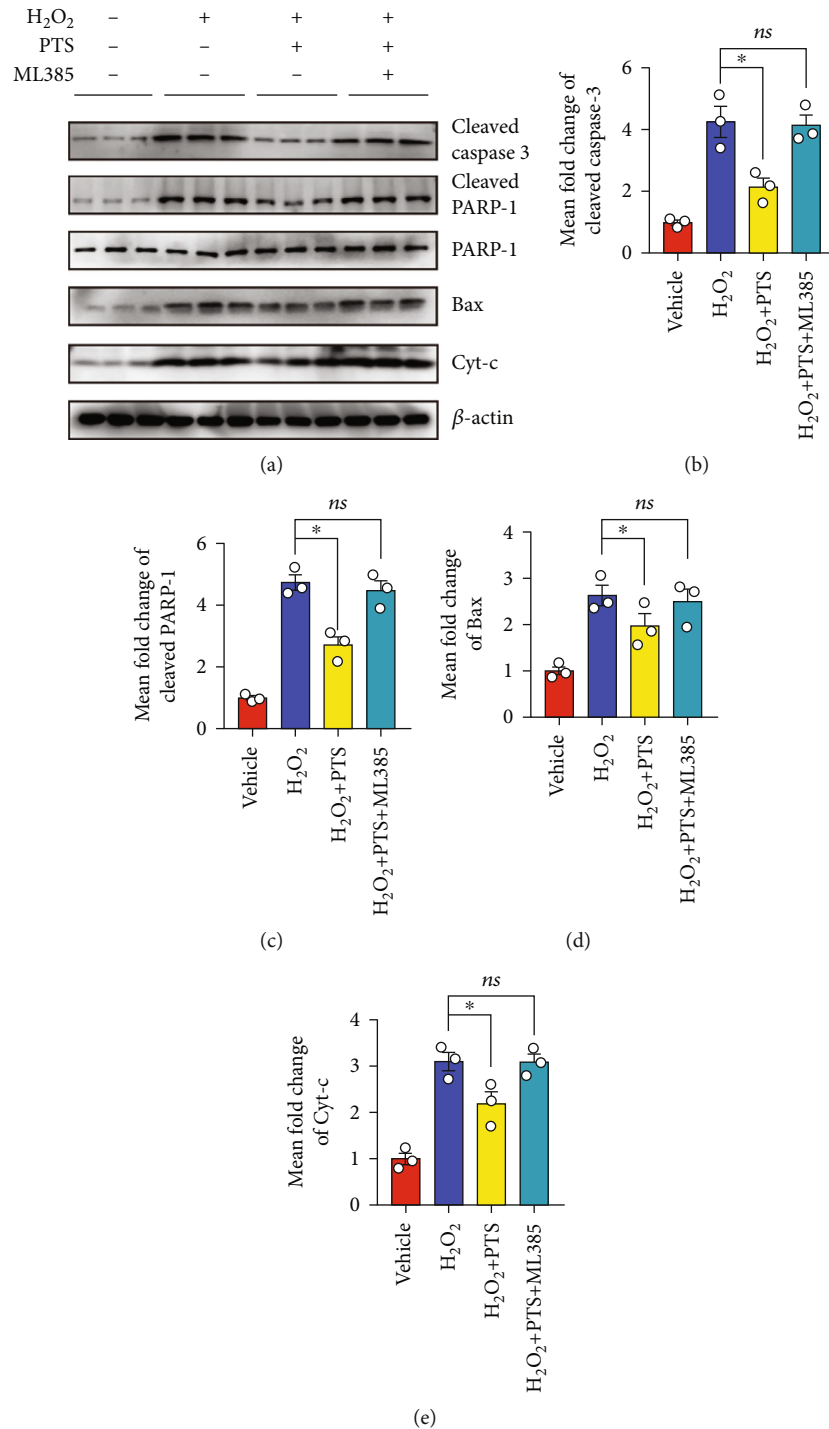 H₂O₂ – + + +
PTS – – + +
ML385 – – – +
Cleaved
caspase 3
Cleaved
PARP-1
PARP-1
Bax
Cyt-c
β-actin
(a)
ns
*
6
4
2
0
Mean fold change of
cleaved caspase-3
Vehicle
H₂O₂
H₂O₂+PTS
H₂O₂+PTS+ML385
(b)
ns
*
6
4
2
0
Mean fold change of
cleaved PARP-1
Vehicle
H₂O₂
H₂O₂+PTS
H₂O₂+PTS+ML385
(c)
ns
*
4
3
2
1
0
Mean fold change
of Bax
Vehicle
H₂O₂
H₂O₂+PTS
H₂O₂+PTS+ML385
(d)
ns
*
4
3
2
1
0
Mean fold change
of Cyt-c
Vehicle
H₂O₂
H₂O₂+PTS
H₂O₂+PTS+ML385
(e)